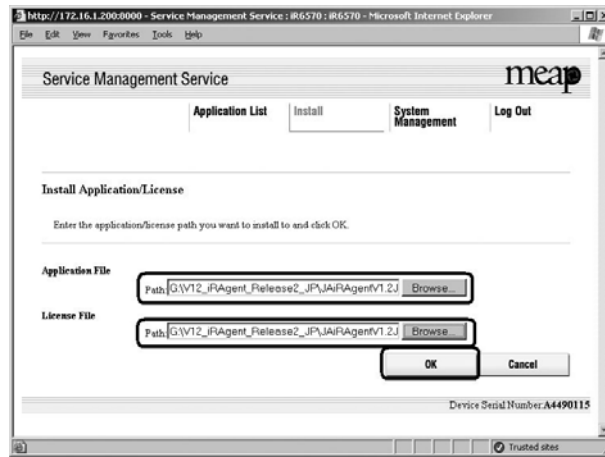 http://172.16.1.200:8000 - Service Management Service : iR6570 : iR6570 - Microsoft Internet Explorer
File Edit View Favorites Tools Help
Service Management Service meap
Application List Install System Management Log Out
Install Application/License
Enter the application/license path you want to install to and click OK.
Application File
Path: G:\V12_iRAgent_Release2_JP\JAiRAgentV1.2J Browse...
License File
Path: G:\V12_iRAgent_Release2_JP\JAiRAgentV1.2J Browse...
OK Cancel
Device Serial Number:A4490115
Trusted sites